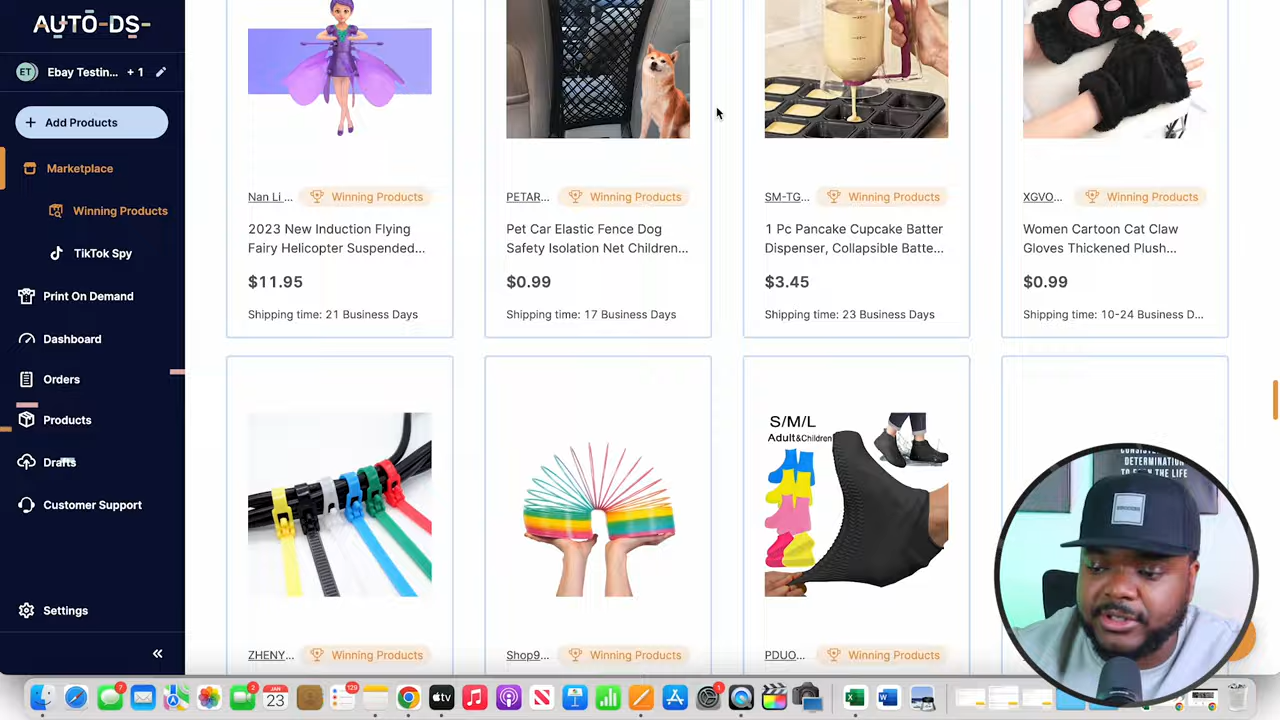 AUTO-DS-
ET
Ebay Testin... + 1
Add Products
Marketplace
Winning Products
TikTok Spy
Print On Demand
Dashboard
Orders
Products
Drafts
Customer Support
Settings
«
Nan Li ...
Winning Products
2023 New Induction Flying
Fairy Helicopter Suspended...
$11.95
Shipping time: 21 Business Days
PETAR...
Winning Products
Pet Car Elastic Fence Dog
Safety Isolation Net Children...
$0.99
Shipping time: 17 Business Days
SM-TG...
Winning Products
1 Pc Pancake Cupcake Batter
Dispenser, Collapsible Batte...
$3.45
Shipping time: 23 Business Days
XGVO...
Winning Products
Women Cartoon Cat Claw
Gloves Thickened Plush...
$0.99
Shipping time: 10-24 Business D...
ZHENY...
Winning Products
Shop9...
Winning Products
S/M/L
Adult&Children
PDUO...
Winning Products
DETERMINATION
JAN
23
tv